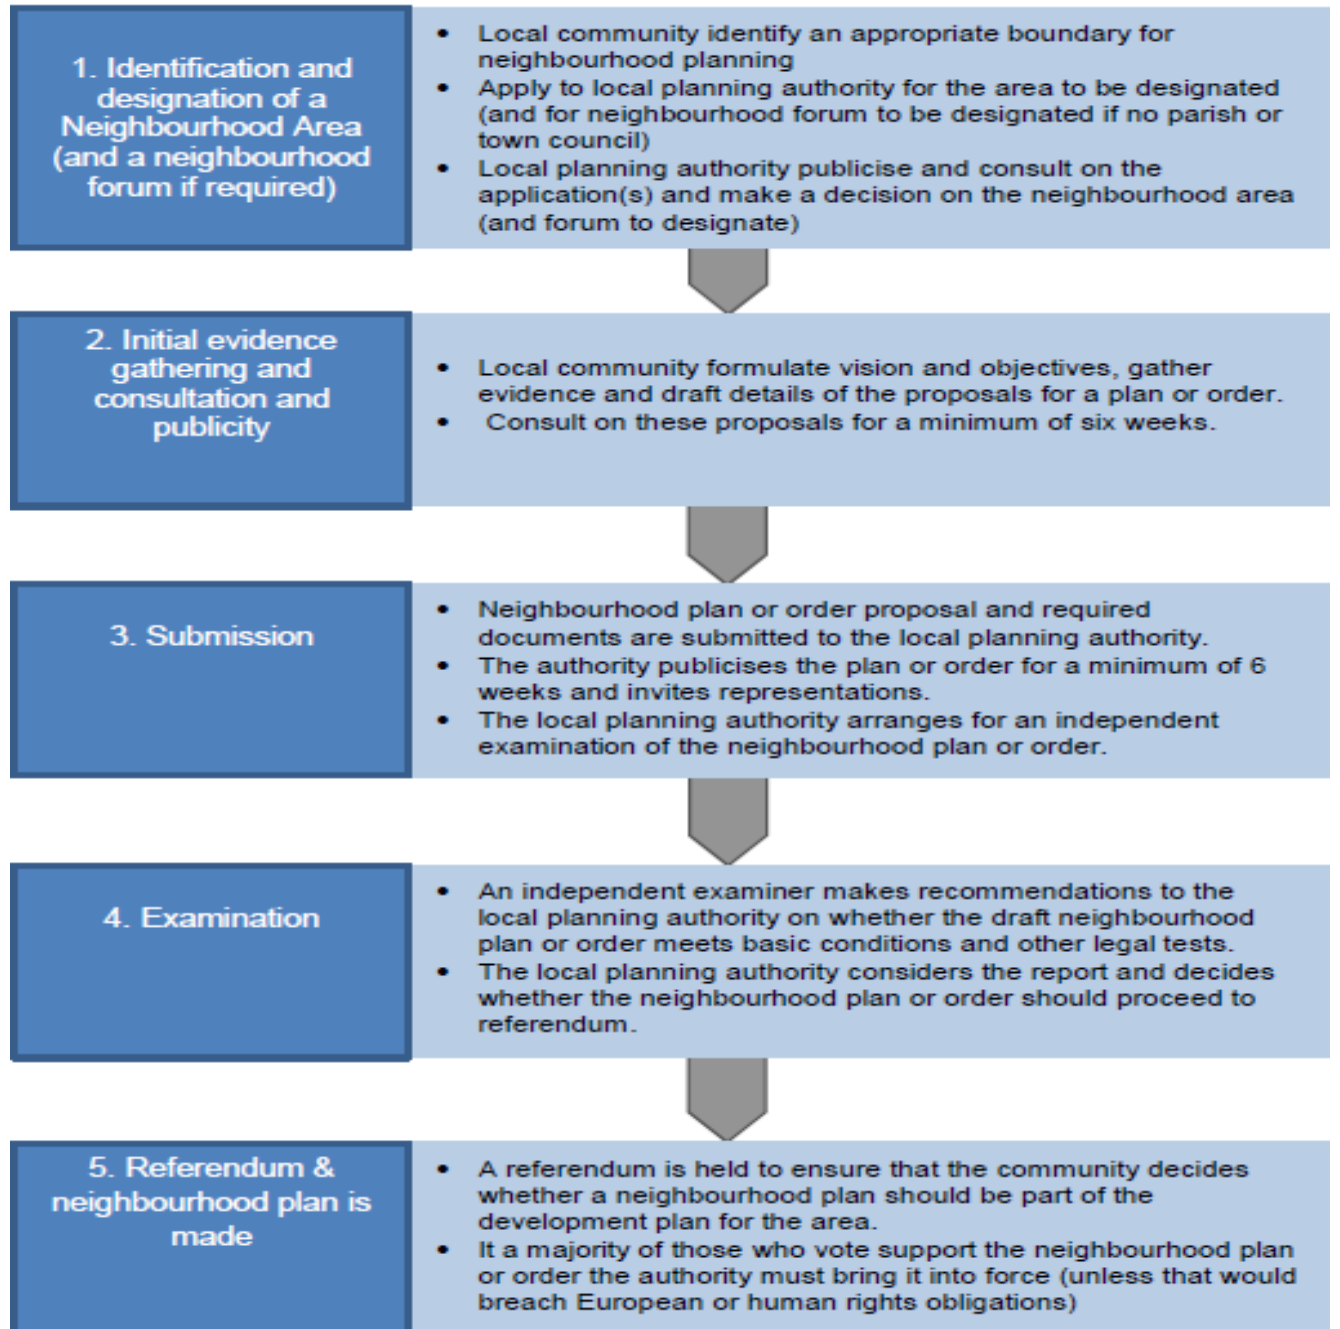 1. Identification and
designation of a
Neighbourhood Area
(and a neighbourhood
forum if required)
• Local community identify an appropriate boundary for
neighbourhood planning
• Apply to local planning authority for the area to be designated
(and for neighbourhood forum to be designated if no parish or
town council)
• Local planning authority publicise and consult on the
application(s) and make a decision on the neighbourhood area
(and forum to designate)
2. Initial evidence
gathering and
consultation and
publicity
• Local community formulate vision and objectives, gather
evidence and draft details of the proposals for a plan or order.
• Consult on these proposals for a minimum of six weeks.
3. Submission
• Neighbourhood plan or order proposal and required
documents are submitted to the local planning authority.
• The authority publicises the plan or order for a minimum of 6
weeks and invites representations.
• The local planning authority arranges for an independent
examination of the neighbourhood plan or order.
4. Examination
• An independent examiner makes recommendations to the
local planning authority on whether the draft neighbourhood
plan or order meets basic conditions and other legal tests.
• The local planning authority considers the report and decides
whether the neighbourhood plan or order should proceed to
referendum.
5. Referendum &
neighbourhood plan is
made
• A referendum is held to ensure that the community decides
whether a neighbourhood plan should be part of the
development plan for the area.
• It a majority of those who vote support the neighbourhood plan
or order the authority must bring it into force (unless that would
breach European or human rights obligations)